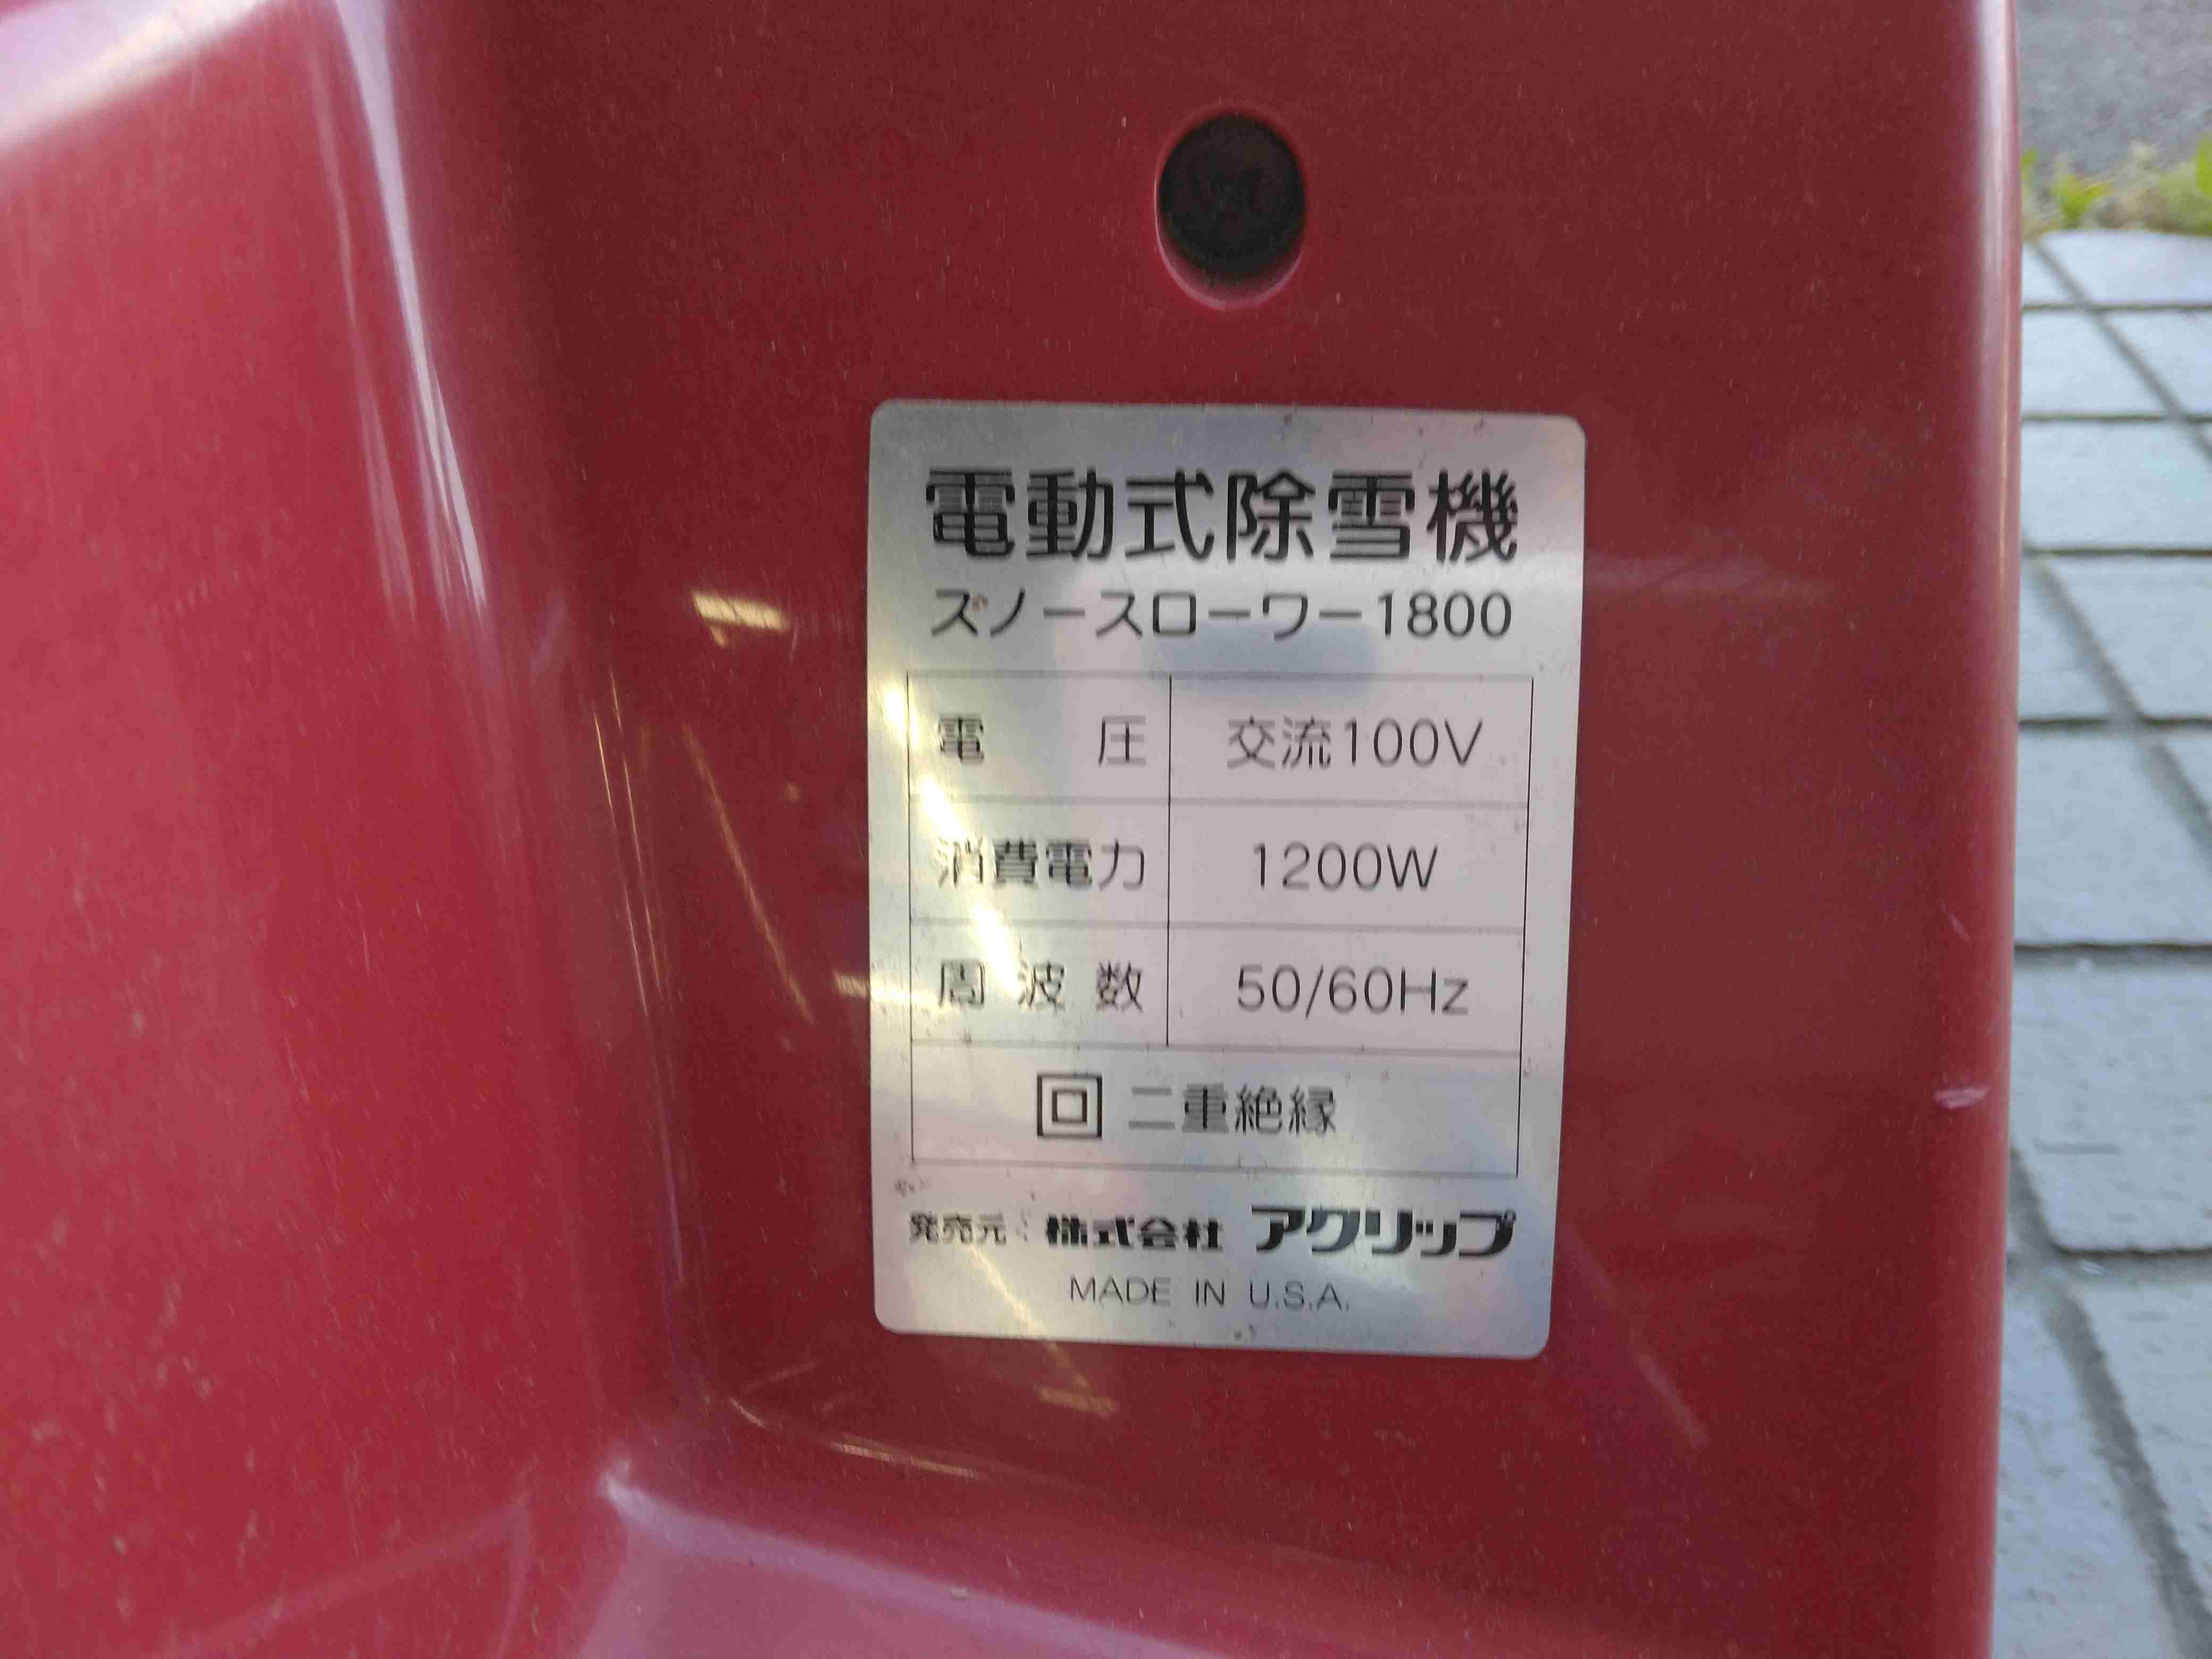 電動式除雪機
スノースローワー1800
電圧 交流100V
消費電力 1200W
周波数 50/60Hz
回 二重絶縁
発売元：株式会社 アクリップ
MADE IN U.S.A.